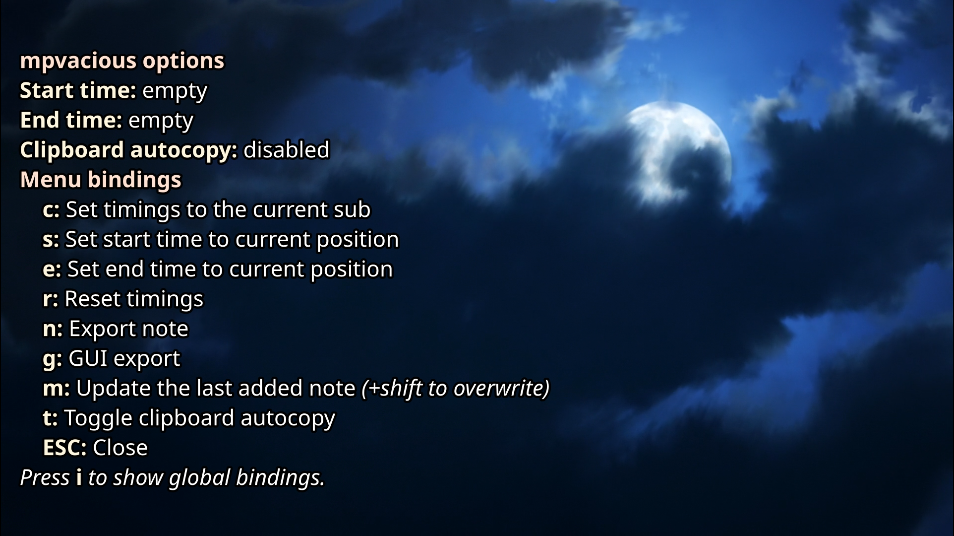 mpvacious options
Start time: empty
End time: empty
Clipboard autocopy: disabled
Menu bindings
c: Set timings to the current sub
s: Set start time to current position
e: Set end time to current position
r: Reset timings
n: Export note
g: GUI export
m: Update the last added note (+shift to overwrite)
t: Toggle clipboard autocopy
ESC: Close
Press i to show global bindings.